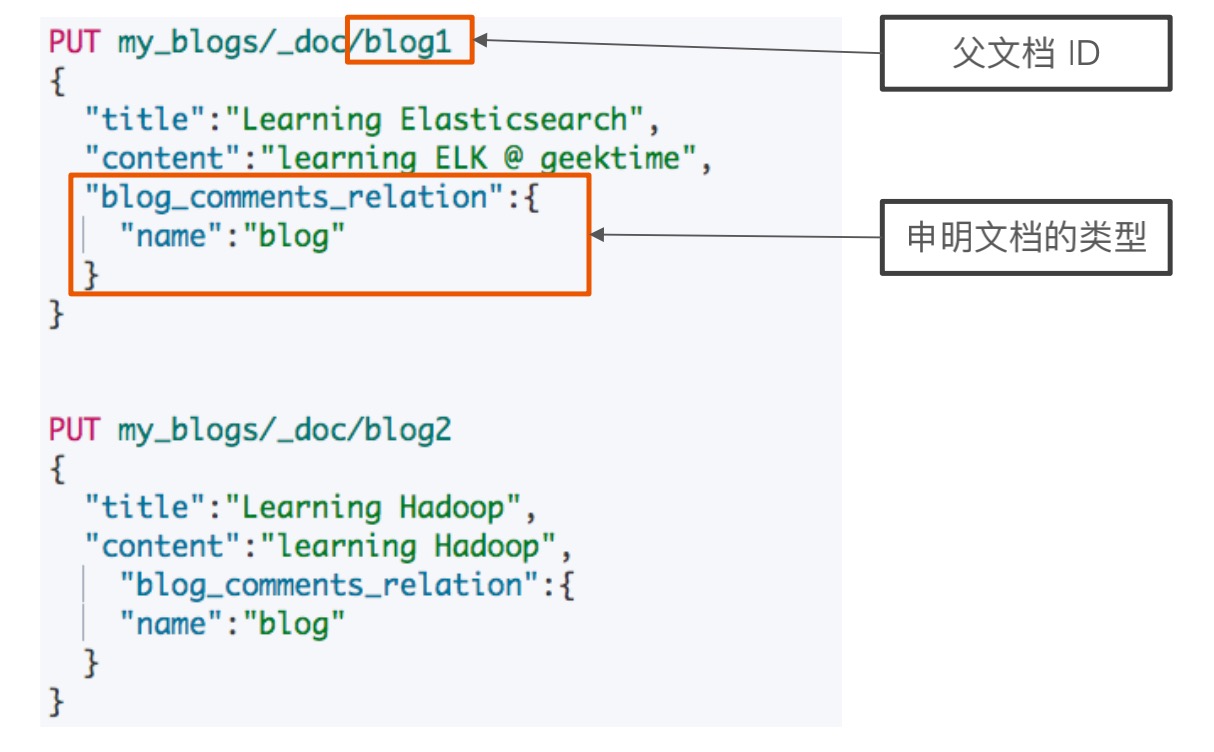 PUT my_blogs/_doc/blog1
父文档 ID
{
  "title":"Learning Elasticsearch",
  "content":"learning ELK @ geektime",
  "blog_comments_relation":{
    "name":"blog"
申明文档的类型
  }
}
PUT my_blogs/_doc/blog2
{
  "title":"Learning Hadoop",
  "content":"learning Hadoop",
    "blog_comments_relation":{
    "name":"blog"
  }
}